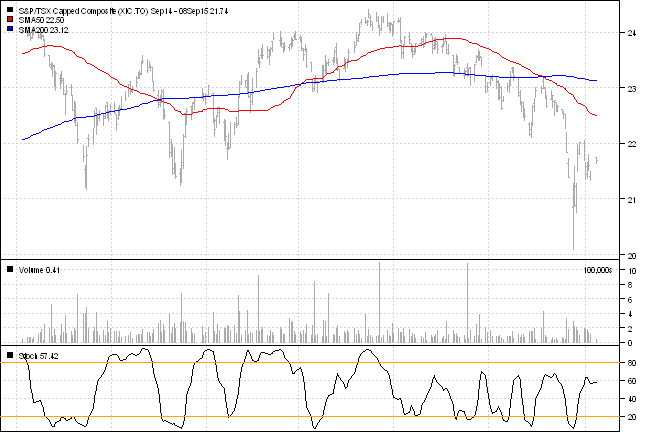 S&P/TSX Capped Composite (XIC.TO) Sep14 - 08Sep15 21.74
SMA50 22.50
SMA200 23.12
24
23
22
21
20
Volume 0.41
100,000s
10
8
6
4
2
0
Stoch 57.42
80
60
40
20